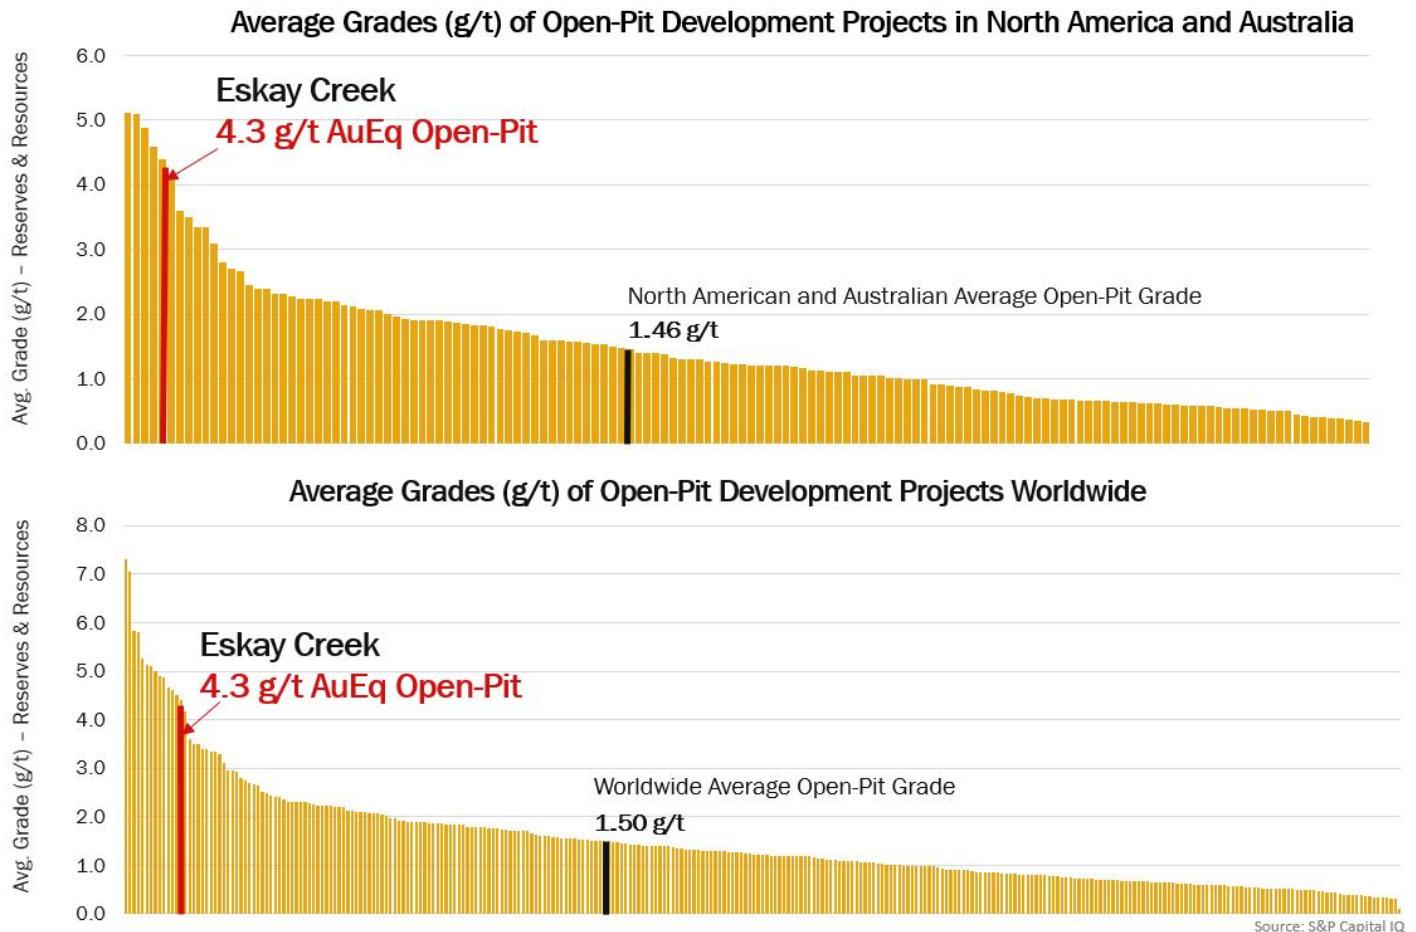 Average Grades (g/t) of Open-Pit Development Projects in North America and Australia
Avg. Grade (g/t) – Reserves & Resources
6.0
5.0
4.0
3.0
2.0
1.0
0.0
Eskay Creek
4.3 g/t AuEq Open-Pit
North American and Australian Average Open-Pit Grade
1.46 g/t
Average Grades (g/t) of Open-Pit Development Projects Worldwide
Avg. Grade (g/t) – Reserves & Resources
8.0
7.0
6.0
5.0
4.0
3.0
2.0
1.0
0.0
Eskay Creek
4.3 g/t AuEq Open-Pit
Worldwide Average Open-Pit Grade
1.50 g/t
Source: S&P Capital IQ